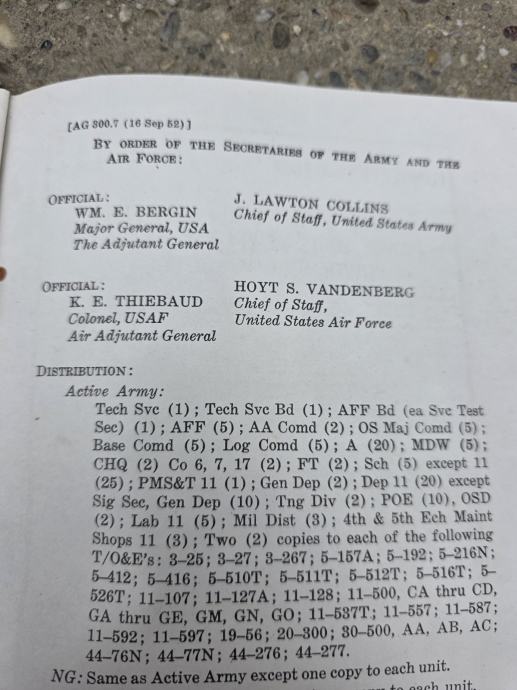 [AG 300.7 (16 Sep 52)]
BY ORDER OF THE SECRETARIES OF THE ARMY AND THE
AIR FORCE:
OFFICIAL:
WM. E. BERGIN
Major General, USA
The Adjutant General
J. LAWTON COLLINS
Chief of Staff, United States Army
OFFICIAL:
K. E. THIEBAUD
Colonel, USAF
Air Adjutant General
HOYT S. VANDENBERG
Chief of Staff,
United States Air Force
DISTRIBUTION:
Active Army:
Tech Svc (1); Tech Svc Bd (1); AFF Bd (ea Svc Test
Sec) (1); AFF (5); AA Comd (2); OS Maj Comd (5);
Base Comd (5); Log Comd (5); A (20); MDW (5);
CHQ (2) Co 6, 7, 17 (2); FT (2); Sch (5) except 11
(25); PMS&T 11 (1); Gen Dep (2); Dep 11 (20) except
Sig Sec, Gen Dep (10); Tng Div (2); POE (10), OSD
(2); Lab 11 (5); Mil Dist (3); 4th & 5th Ech Maint
Shops 11 (3); Two (2) copies to each of the following
T/O&E's: 3–25; 3–27; 3–267; 5–157A; 5–192; 5–216N;
5–412; 5–416; 5–510T; 5–511T; 5–512T; 5–516T; 5–
526T; 11–107; 11–127A; 11–128; 11–500, CA thru CD,
GA thru GE, GM, GN, GO; 11–537T; 11–557; 11–587;
11–592; 11–597; 19–56; 20–300; 30–500, AA, AB, AC;
44–76N; 44–77N; 44–276; 44–277.
NG: Same as Active Army except one copy to each unit.